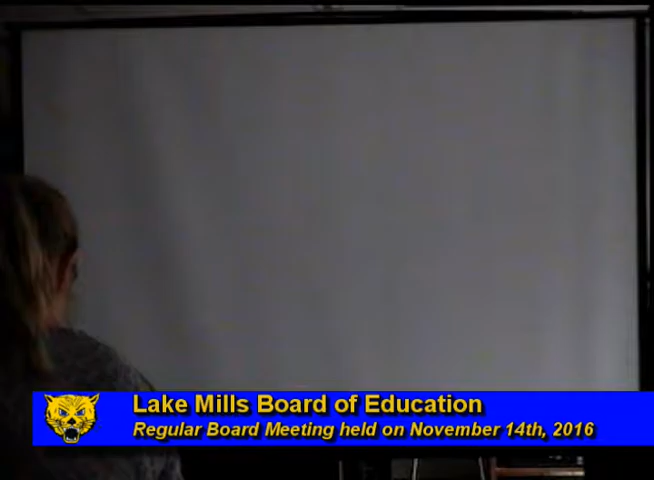 Lake Mills Board of Education
Regular Board Meeting held on November 14th, 2016